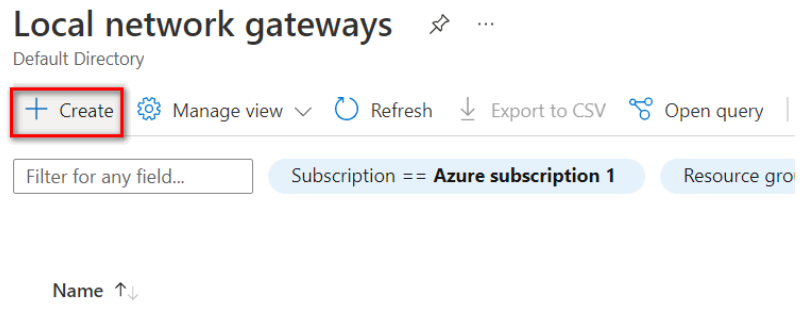 Local network gateways
Default Directory
Create Manage view Refresh Export to CSV Open query
Filter for any field... Subscription == Azure subscription 1 Resource grou
Name